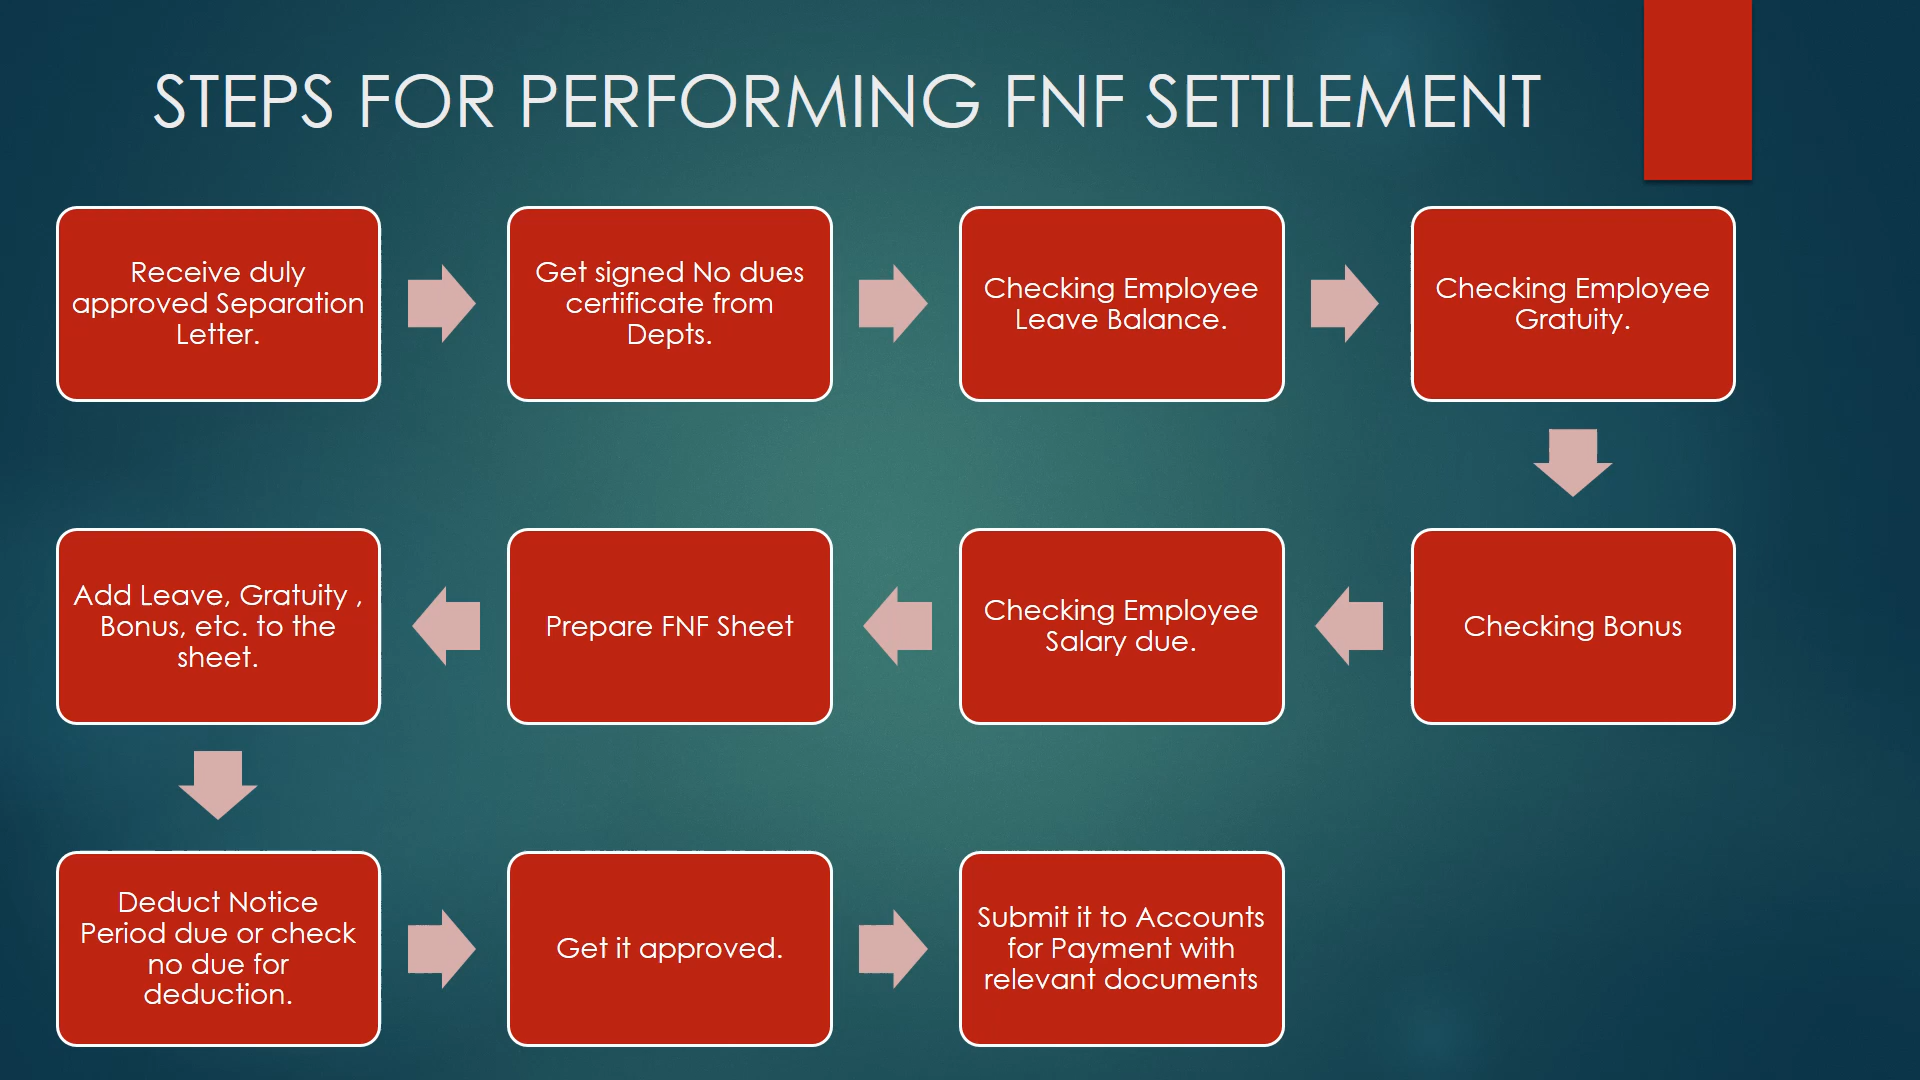 STEPS FOR PERFORMING FNF SETTLEMENT
Receive duly
approved Separation
Letter.
Get signed No dues
certificate from
Depts.
Checking Employee
Leave Balance.
Checking Employee
Gratuity.
Checking Bonus
Checking Employee
Salary due.
Prepare FNF Sheet
Add Leave, Gratuity ,
Bonus, etc. to the
sheet.
Deduct Notice
Period due or check
no due for
deduction.
Get it approved.
Submit it to Accounts
for Payment with
relevant documents